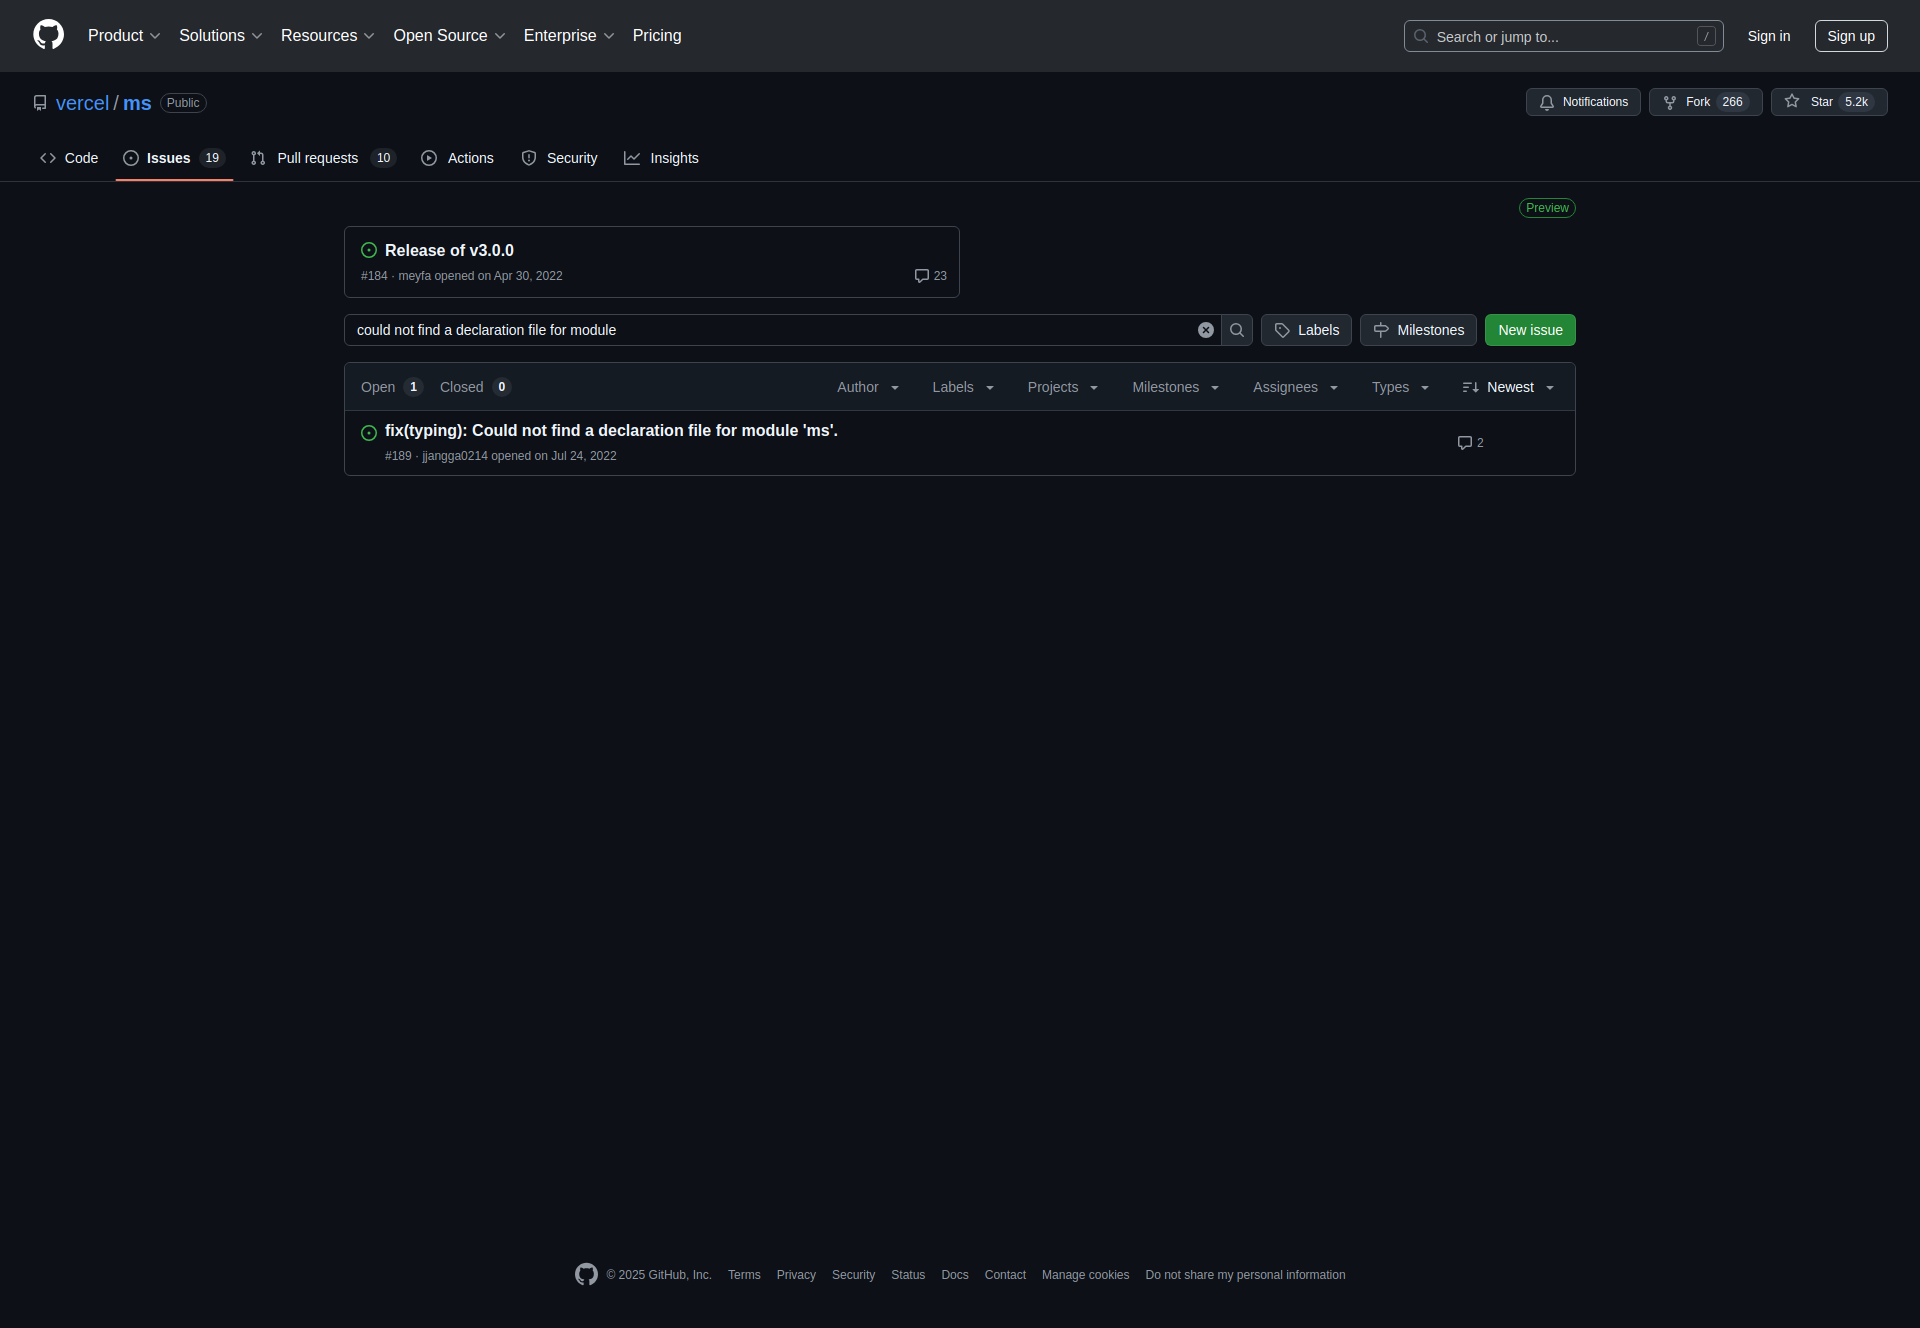 Product Solutions Resources Open Source Enterprise Pricing Search or jump to... / Sign in Sign up
vercel / ms Public Notifications Fork 266 Star 5.2k
Code Issues 19 Pull requests 10 Actions Security Insights
Preview
Release of v3.0.0
#184 · meyfa opened on Apr 30, 2022 23
could not find a declaration file for module Labels Milestones New issue
Open 1 Closed 0 Author Labels Projects Milestones Assignees Types Newest
fix(typing): Could not find a declaration file for module 'ms'.
2
#189 · jjangga0214 opened on Jul 24, 2022
© 2025 GitHub, Inc. Terms Privacy Security Status Docs Contact Manage cookies Do not share my personal information